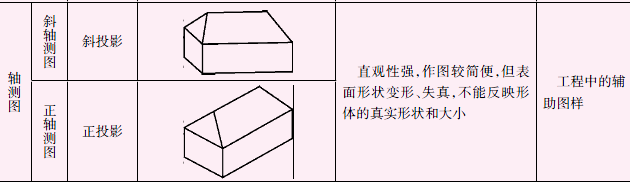 轴测图
斜轴测图
斜投影
正轴测图
正投影
直观性强,作图较简便,但表
面形状变形、失真,不能反映形
体的真实形状和大小
工程中的辅
助图样